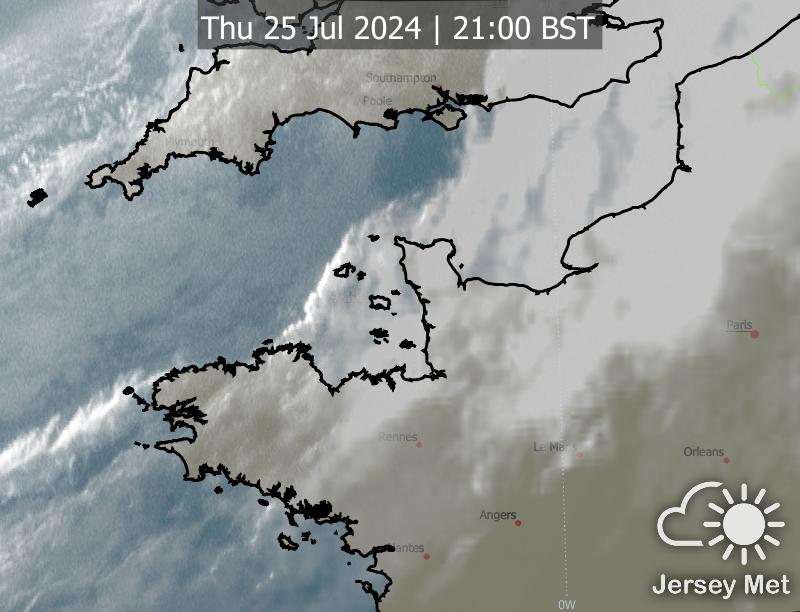 Thu 25 Jul 2024 | 21:00 BST
Southampton
Poole
Plymouth
Paris
Rennes
Le Mans
Orleans
Angers
Nantes
0W
Jersey Met